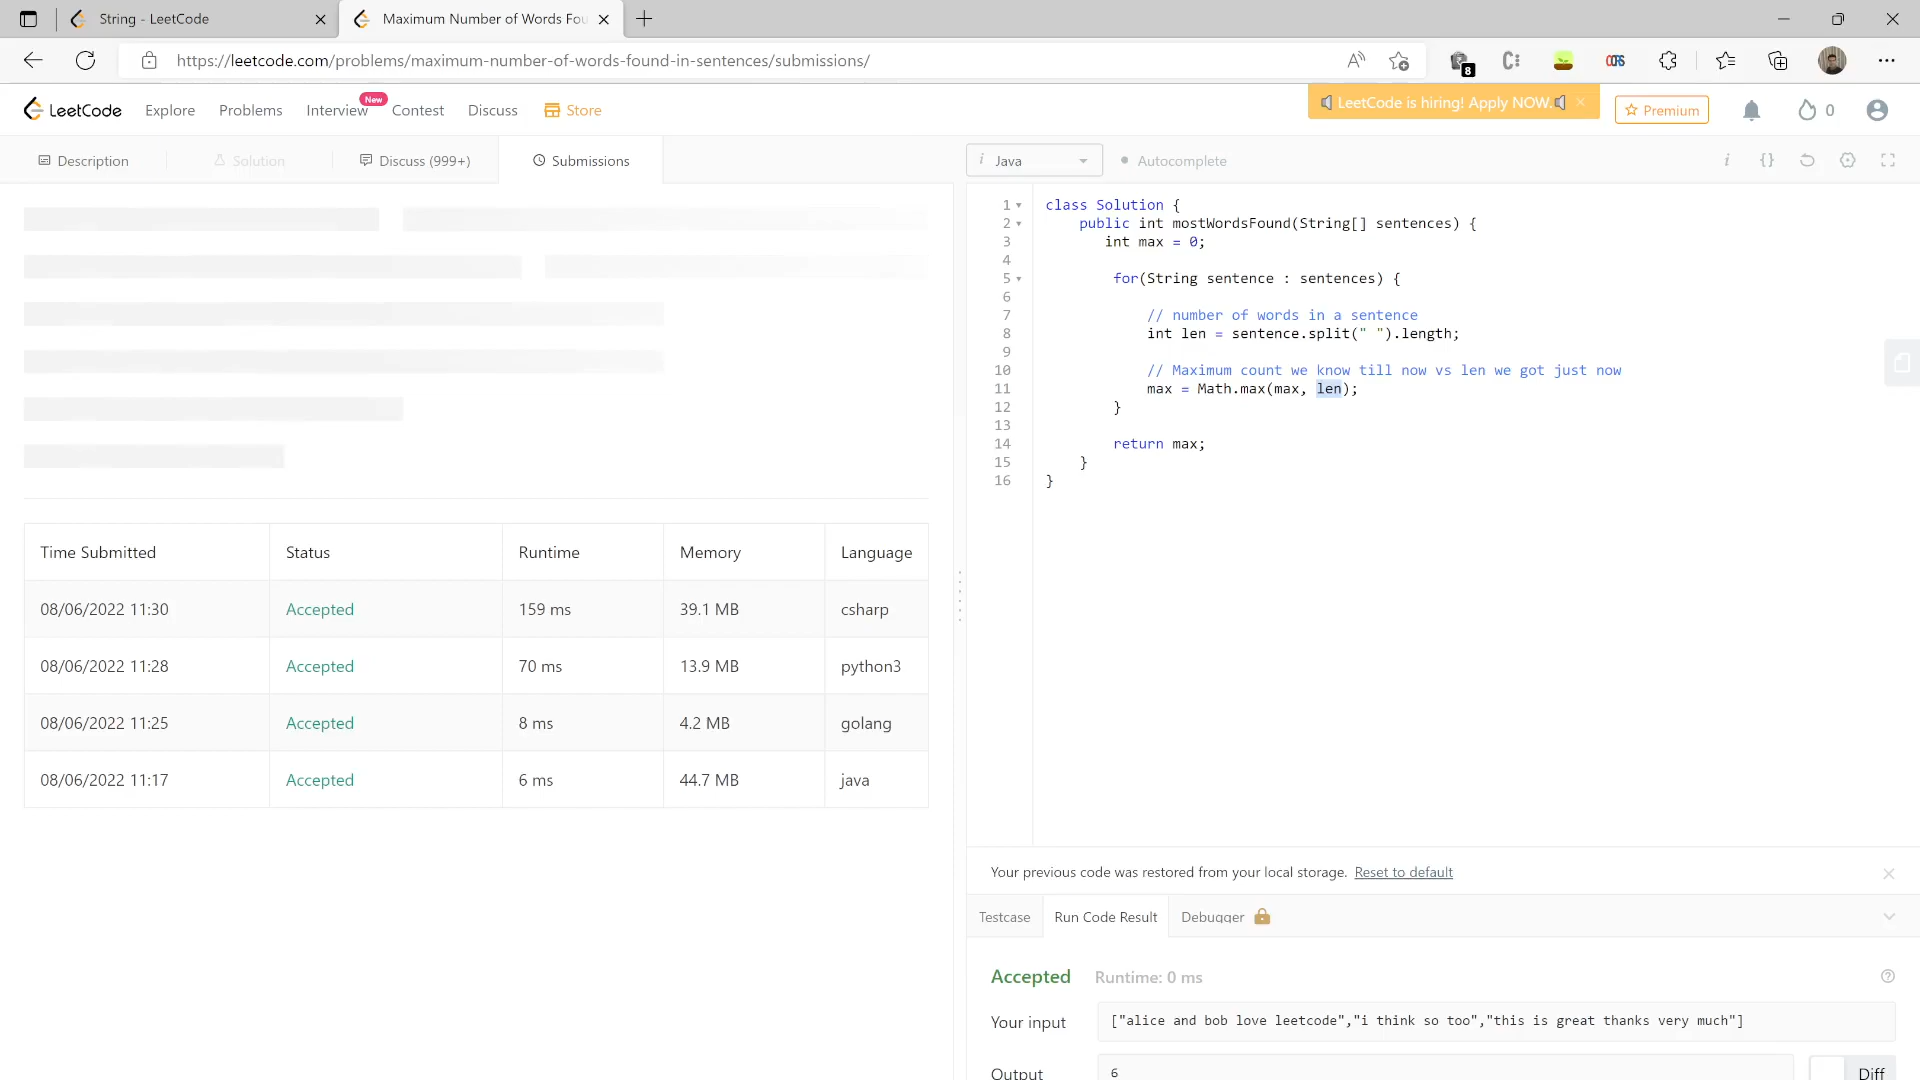 String - LeetCode
Maximum Number of Words Fou
https://leetcode.com/problems/maximum-number-of-words-found-in-sentences/submissions/
8
LeetCode
Explore
Problems
Interview
New
Contest
Discuss
Store
LeetCode is hiring! Apply NOW.
Premium
0
Description
Solution
Discuss (999+)
Submissions
i Java
Autocomplete
1 class Solution {
2 public int mostWordsFound(String[] sentences) {
3 int max = 0;
4
5 for(String sentence : sentences) {
6
7 // number of words in a sentence
8 int len = sentence.split(" ").length;
9
10 // Maximum count we know till now vs len we got just now
11 max = Math.max(max, len);
12 }
13
14 return max;
15 }
16 }
Time Submitted Status Runtime Memory Language
08/06/2022 11:30 Accepted 159 ms 39.1 MB csharp
08/06/2022 11:28 Accepted 70 ms 13.9 MB python3
08/06/2022 11:25 Accepted 8 ms 4.2 MB golang
08/06/2022 11:17 Accepted 6 ms 44.7 MB java
Your previous code was restored from your local storage. Reset to default
Testcase
Run Code Result
Debugger
Accepted Runtime: 0 ms
Your input ["alice and bob love leetcode","i think so too","this is great thanks very much"]
Output 6 Diff